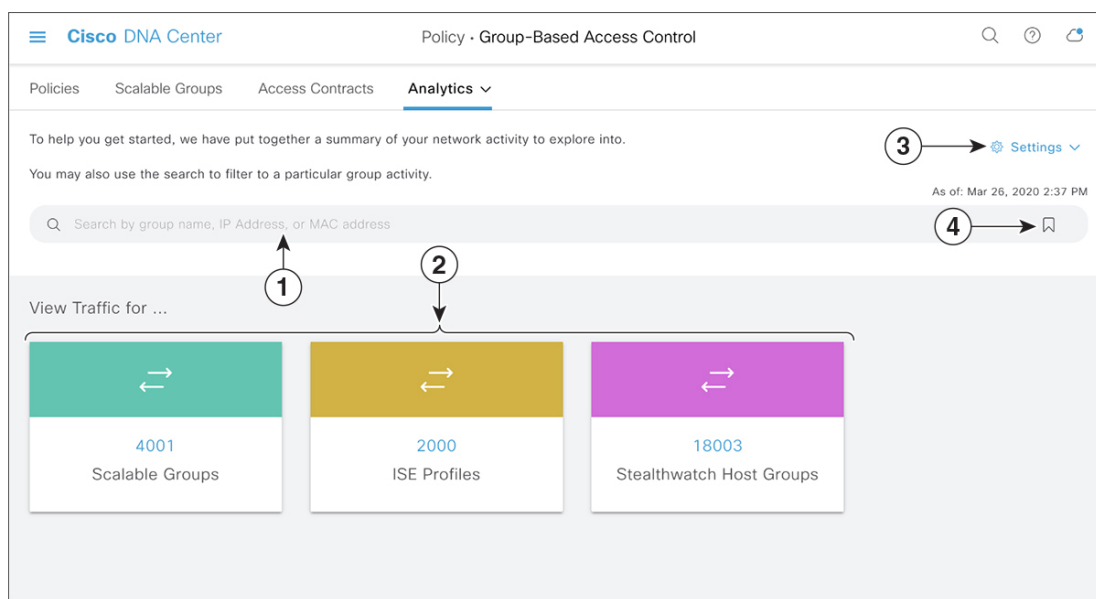 Cisco DNA Center
Policy · Group-Based Access Control
Policies
Scalable Groups
Access Contracts
Analytics
To help you get started, we have put together a summary of your network activity to explore into.
3
Settings
You may also use the search to filter to a particular group activity.
As of: Mar 26, 2020 2:37 PM
Search by group name, IP Address, or MAC address
4
1
2
View Traffic for ...
4001
Scalable Groups
2000
ISE Profiles
18003
Stealthwatch Host Groups